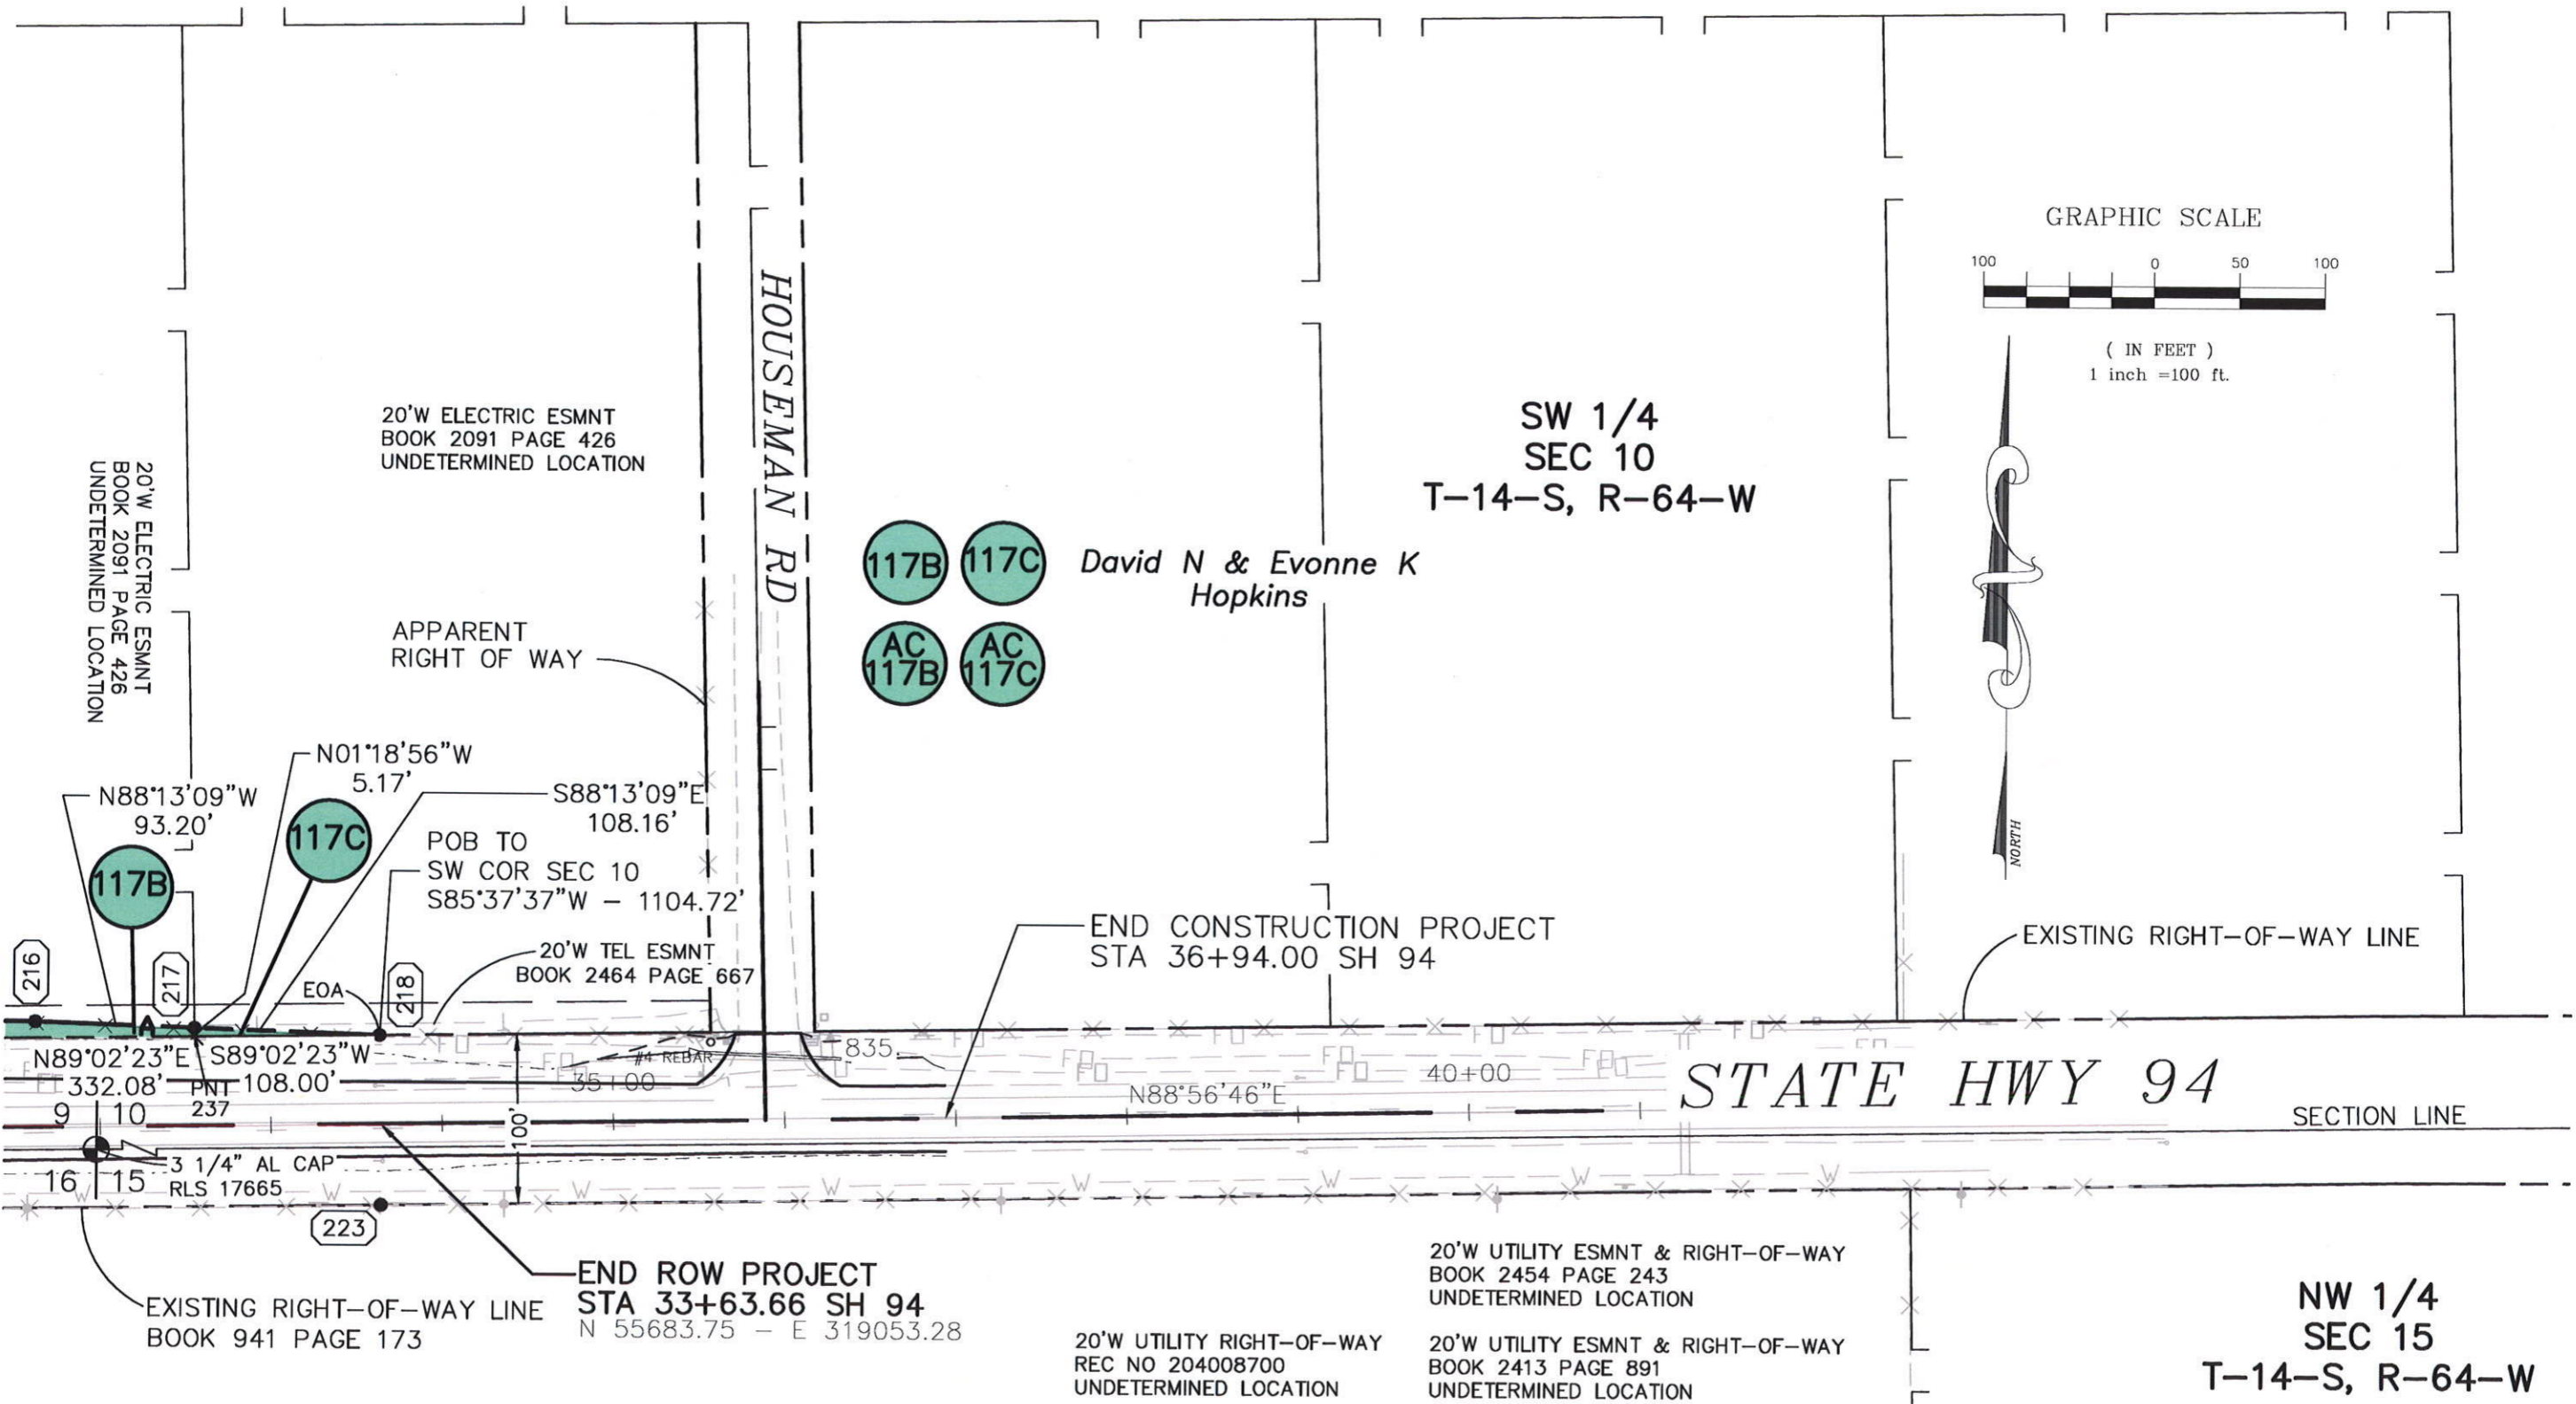 GRAPHIC SCALE
100 0 50 100
( IN FEET )
1 inch =100 ft.
NORTH
HOUSEMAN RD
20'W ELECTRIC ESMNT
BOOK 2091 PAGE 426
UNDETERMINED LOCATION
20'W ELECTRIC ESMNT
BOOK 2091 PAGE 426
UNDETERMINED LOCATION
SW 1/4
SEC 10
T-14-S, R-64-W
117B 117C
David N & Evonne K
Hopkins
AC
117B
AC
117C
APPARENT
RIGHT OF WAY
N01°18'56"W
5.17'
N88°13'09"W
93.20'
S88°13'09"E
108.16'
117C
117B
POB TO
SW COR SEC 10
S85°37'37"W - 1104.72'
20'W TEL ESMNT
BOOK 2464 PAGE 667
END CONSTRUCTION PROJECT
STA 36+94.00 SH 94
EXISTING RIGHT-OF-WAY LINE
216
217
EOA
218
A
N89°02'23"E
332.08'
S89°02'23"W
108.00'
PNT
237
#4 REBAR
835.
35+00
FO FO FO FO FO FO FO
N88°56'46"E
40+00
STATE HWY 94
SECTION LINE
9 10
16 15
3 1/4" AL CAP
RLS 17665
100'
W W W W W W W
223
EXISTING RIGHT-OF-WAY LINE
BOOK 941 PAGE 173
END ROW PROJECT
STA 33+63.66 SH 94
N 55683.75 - E 319053.28
20'W UTILITY RIGHT-OF-WAY
REC NO 204008700
UNDETERMINED LOCATION
20'W UTILITY ESMNT & RIGHT-OF-WAY
BOOK 2454 PAGE 243
UNDETERMINED LOCATION
20'W UTILITY ESMNT & RIGHT-OF-WAY
BOOK 2413 PAGE 891
UNDETERMINED LOCATION
NW 1/4
SEC 15
T-14-S, R-64-W